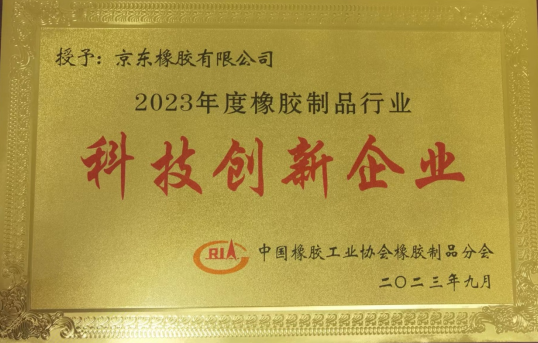 授予：京东橡胶有限公司
2023年度橡胶制品行业
科技创新企业
CRIA 中国橡胶工业协会橡胶制品分会
二〇二三年九月